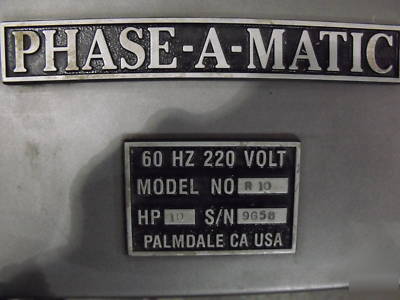 PHASE-A-MATIC
60 HZ 220 VOLT
MODEL NO R 10
HP 10 S/N 9658
PALMDALE CA USA